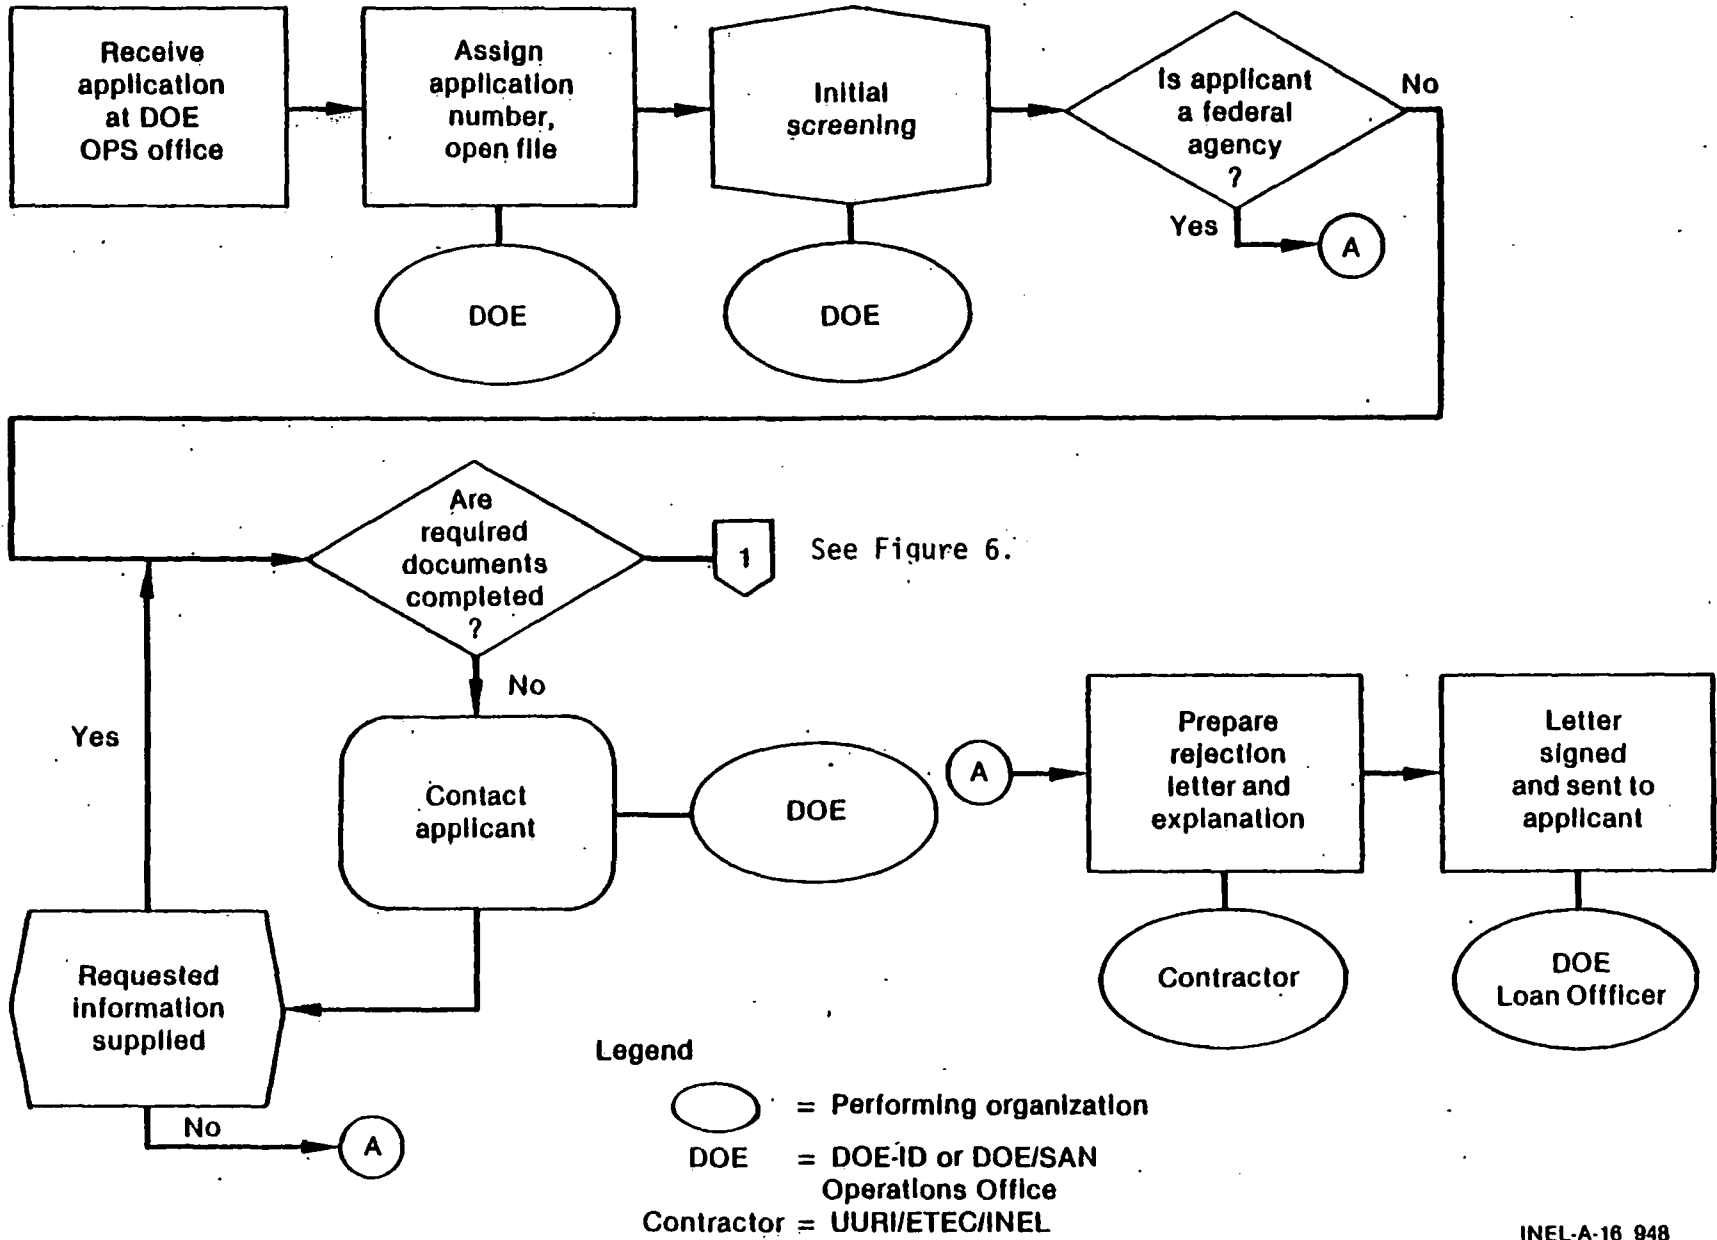 Receive
application
at DOE
OPS office
Assign
application
number,
open file
Initial
screening
Is applicant
a federal
agency
?
No
Yes
A
DOE
DOE
Are
required
documents
completed
?
1
See Figure 6.
No
Yes
Contact
applicant
DOE
A
Prepare
rejection
letter and
explanation
Letter
signed
and sent to
applicant
Requested
information
supplied
Contractor
DOE
Loan Offficer
No
A
Legend
= Performing organization
DOE = DOE-ID or DOE/SAN
Operations Office
Contractor = UURI/ETEC/INEL
INEL-A-16 948